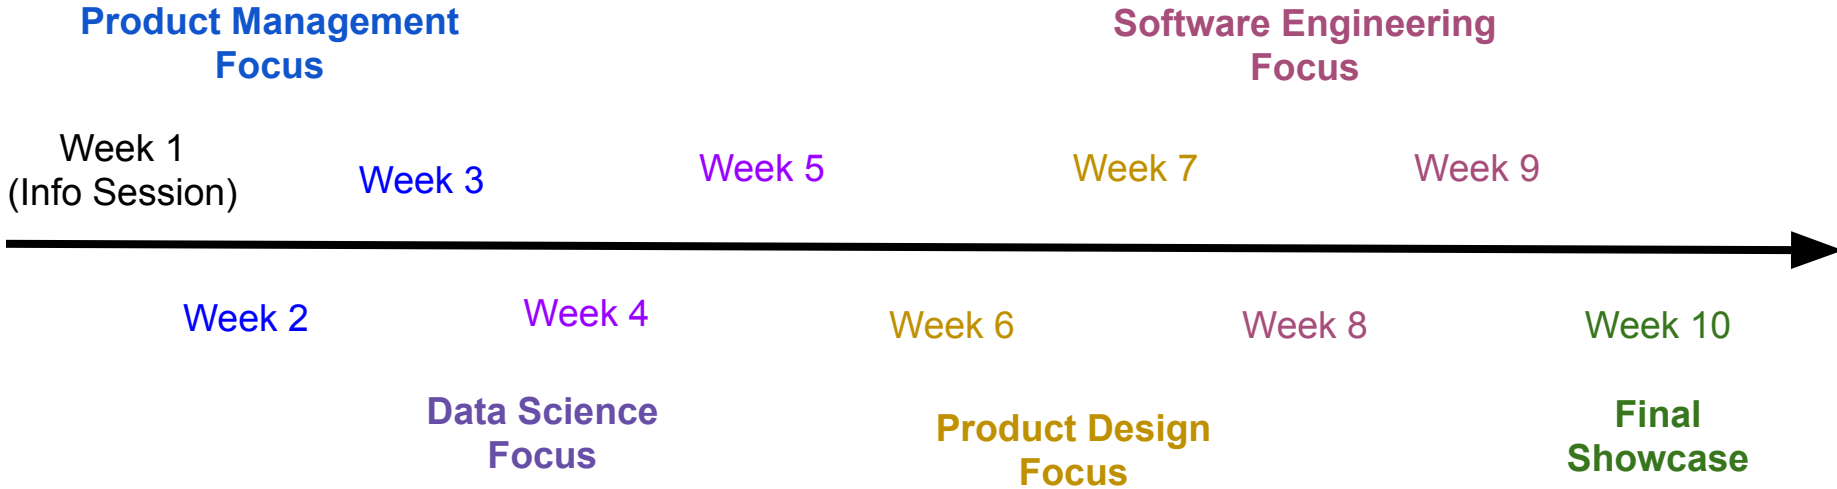 Product Management
Focus
Software Engineering
Focus
Week 1
(Info Session)
Week 3
Week 5
Week 7
Week 9
Week 2
Week 4
Week 6
Week 8
Week 10
Data Science
Focus
Product Design
Focus
Final
Showcase